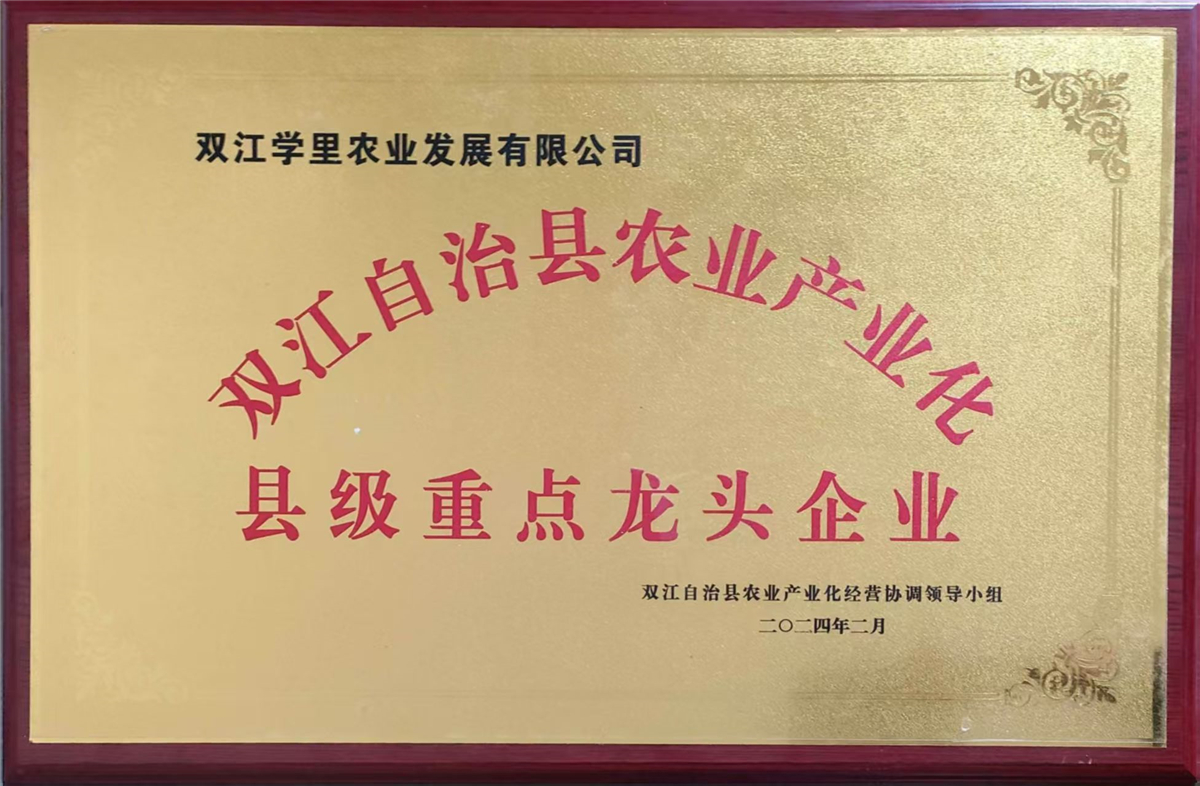 双江学里农业发展有限公司
双江自治县农业产业化
县级重点龙头企业
双江自治县农业产业化经营协调领导小组
二〇二四年二月